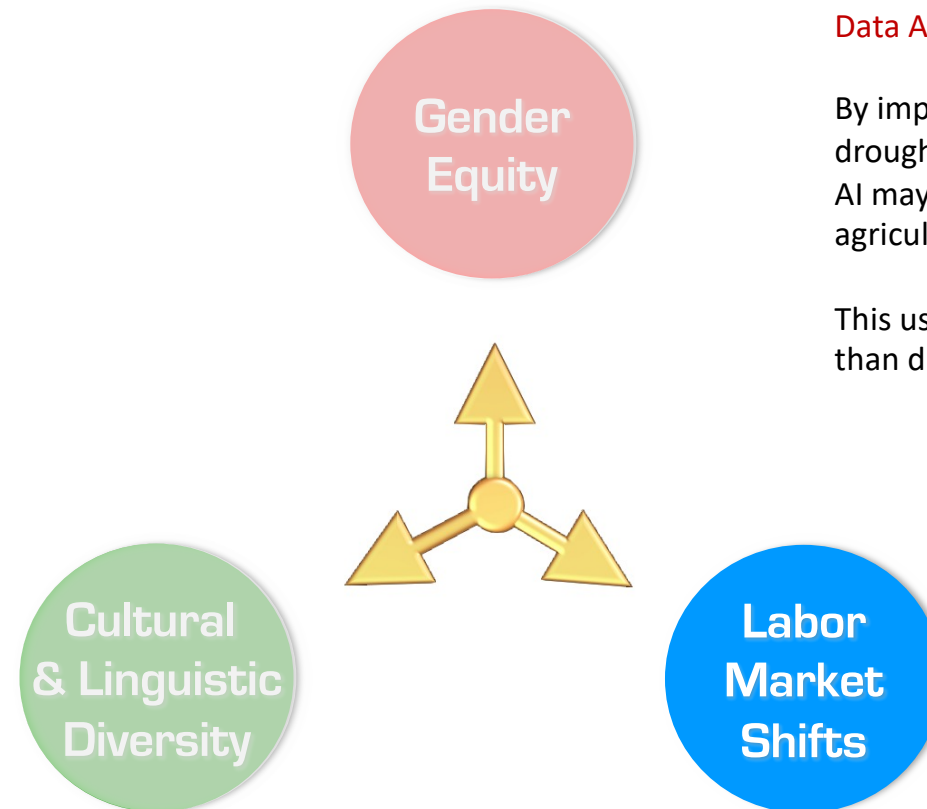 Gender
Equity
Data A
By imp
drough
AI may
agricul
This us
than d
Cultural
& Linguistic
Diversity
Labor
Market
Shifts